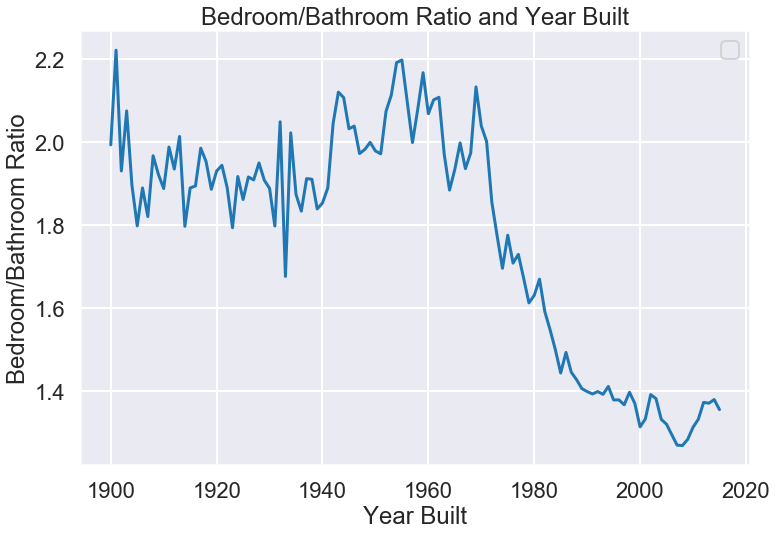 Bedroom/Bathroom Ratio and Year Built
Bedroom/Bathroom Ratio
2.2
2.0
1.8
1.6
1.4
1900 1920 1940 1960 1980 2000 2020
Year Built